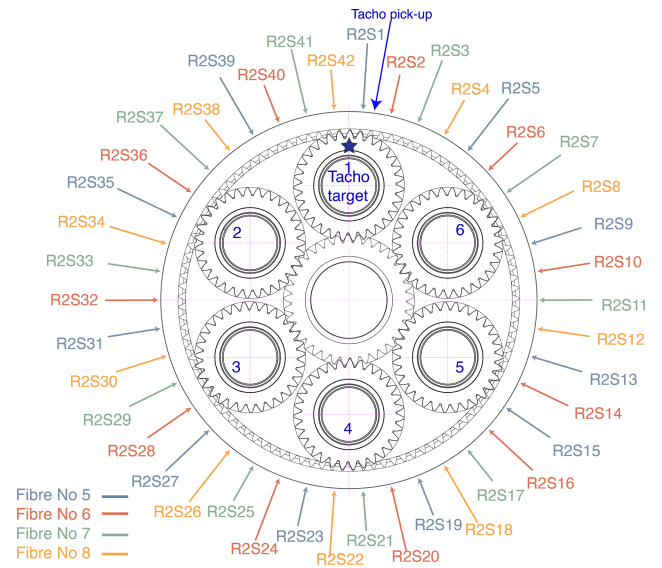 Tacho pick-up
R2S1
R2S2
R2S3
R2S4
R2S5
R2S6
R2S7
R2S8
R2S9
R2S10
R2S11
R2S12
R2S13
R2S14
R2S15
R2S16
R2S17
R2S18
R2S19
R2S20
R2S21
R2S22
R2S23
R2S24
R2S25
R2S26
R2S27
R2S28
R2S29
R2S30
R2S31
R2S32
R2S33
R2S34
R2S35
R2S36
R2S37
R2S38
R2S39
R2S40
R2S41
R2S42
1
Tacho
target
2
3
4
5
6
Fibre No 5
Fibre No 6
Fibre No 7
Fibre No 8